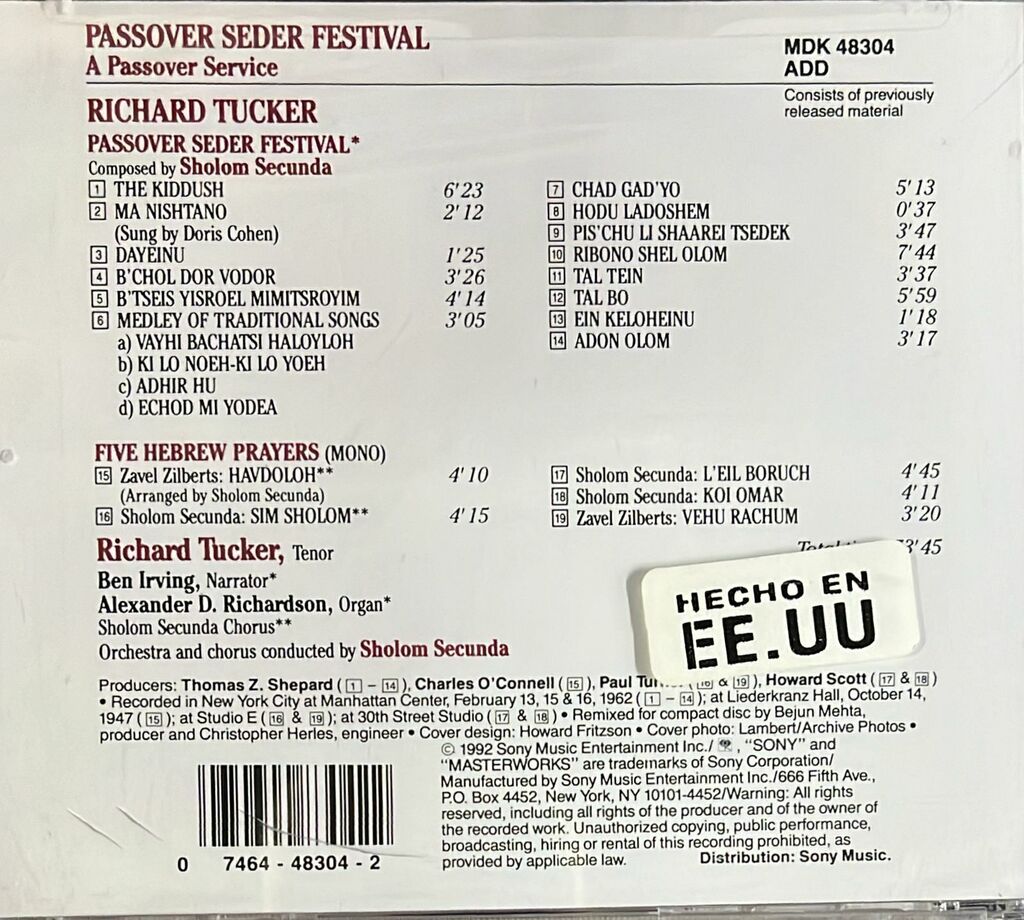 PASSOVER SEDER FESTIVAL
A Passover Service
MDK 48304
ADD
Consists of previously
released material
RICHARD TUCKER
PASSOVER SEDER FESTIVAL*
Composed by Sholom Secunda
1 THE KIDDUSH 6'23
2 MA NISHTANO 2'12
(Sung by Doris Cohen)
3 DAYEINU 1'25
4 B'CHOL DOR VODOR 3'26
5 B'TSEIS YISROEL MIMITSROYIM 4'14
6 MEDLEY OF TRADITIONAL SONGS 3'05
a) VAYHI BACHATSI HALOYLOH
b) KI LO NOEH-KI LO YOEH
c) ADHIR HU
d) ECHOD MI YODEA
7 CHAD GAD'YO 5'13
8 HODU LADOSHEM 0'37
9 PIS'CHU LI SHAAREI TSEDEK 3'47
10 RIBONO SHEL OLOM 7'44
11 TAL TEIN 3'37
12 TAL BO 5'59
13 EIN KELOHEINU 1'18
14 ADON OLOM 3'17
FIVE HEBREW PRAYERS (MONO)
15 Zavel Zilberts: HAVDOLOH** 4'10
(Arranged by Sholom Secunda)
16 Sholom Secunda: SIM SHOLOM** 4'15
17 Sholom Secunda: L'EIL BORUCH 4'45
18 Sholom Secunda: KOI OMAR 4'11
19 Zavel Zilberts: VEHU RACHUM 3'20
3'45
HECHO EN
EE.UU
Richard Tucker, Tenor
Ben Irving, Narrator*
Alexander D. Richardson, Organ*
Sholom Secunda Chorus**
Orchestra and chorus conducted by Sholom Secunda
Producers: Thomas Z. Shepard (1 – 14), Charles O'Connell (15), Paul (16 & 19), Howard Scott (17 & 18)
• Recorded in New York City at Manhattan Center, February 13, 15 & 16, 1962 (1 – 14); at Liederkranz Hall, October 14,
1947 (15); at Studio E (16 & 19); at 30th Street Studio (17 & 18) • Remixed for compact disc by Bejun Mehta,
producer and Christopher Herles, engineer • Cover design: Howard Fritzson • Cover photo: Lambert/Archive Photos •
© 1992 Sony Music Entertainment Inc./ , "SONY" and
"MASTERWORKS" are trademarks of Sony Corporation/
Manufactured by Sony Music Entertainment Inc./666 Fifth Ave.,
P.O. Box 4452, New York, NY 10101-4452/Warning: All rights
reserved, including all rights of the producer and of the owner of
the recorded work. Unauthorized copying, public performance,
broadcasting, hiring or rental of this recording prohibited, as
provided by applicable law. Distribution: Sony Music.
0 7464 - 48304 - 2